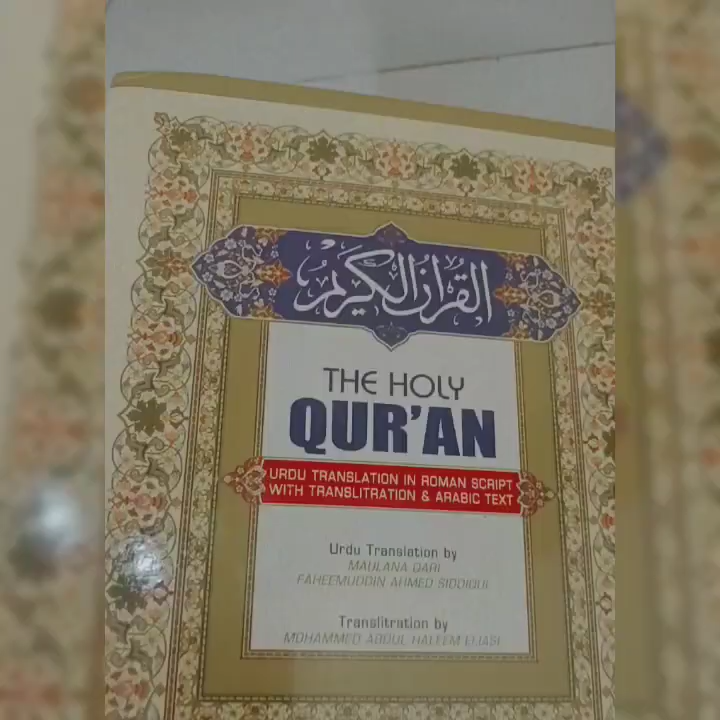 القرآن الكريم
THE HOLY
QUR'AN
URDU TRANSLATION IN ROMAN SCRIPT
WITH TRANSLITRATION & ARABIC TEXT
Urdu Translation by
MAULANA QARI
FAHEEMUDDIN AHMED SIDDIQUI
Translitration by
MOHAMMED ABDUL HALEEM ELIASI